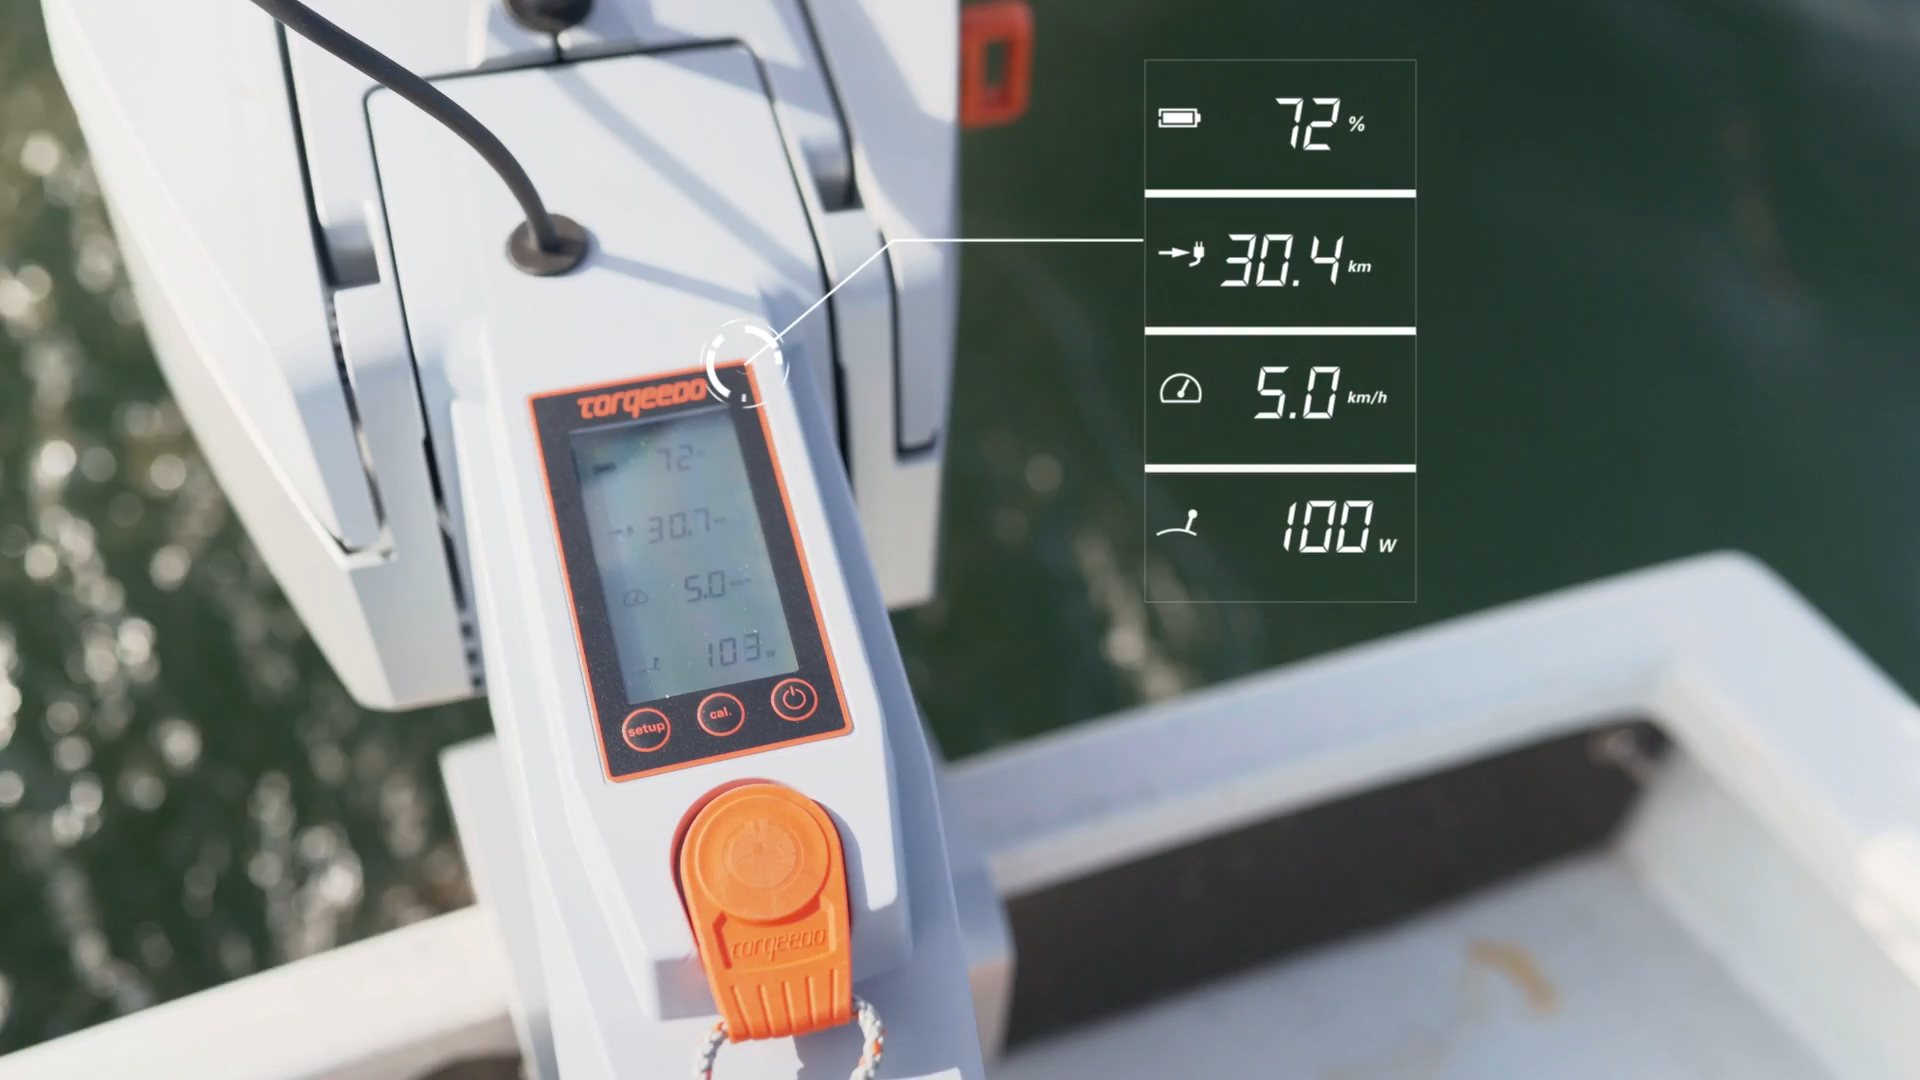 torqeedo
72
30.7
5.0
103 w
setup
cal.
torqeedo
72 %
30.4 km
5.0 km/h
100 W